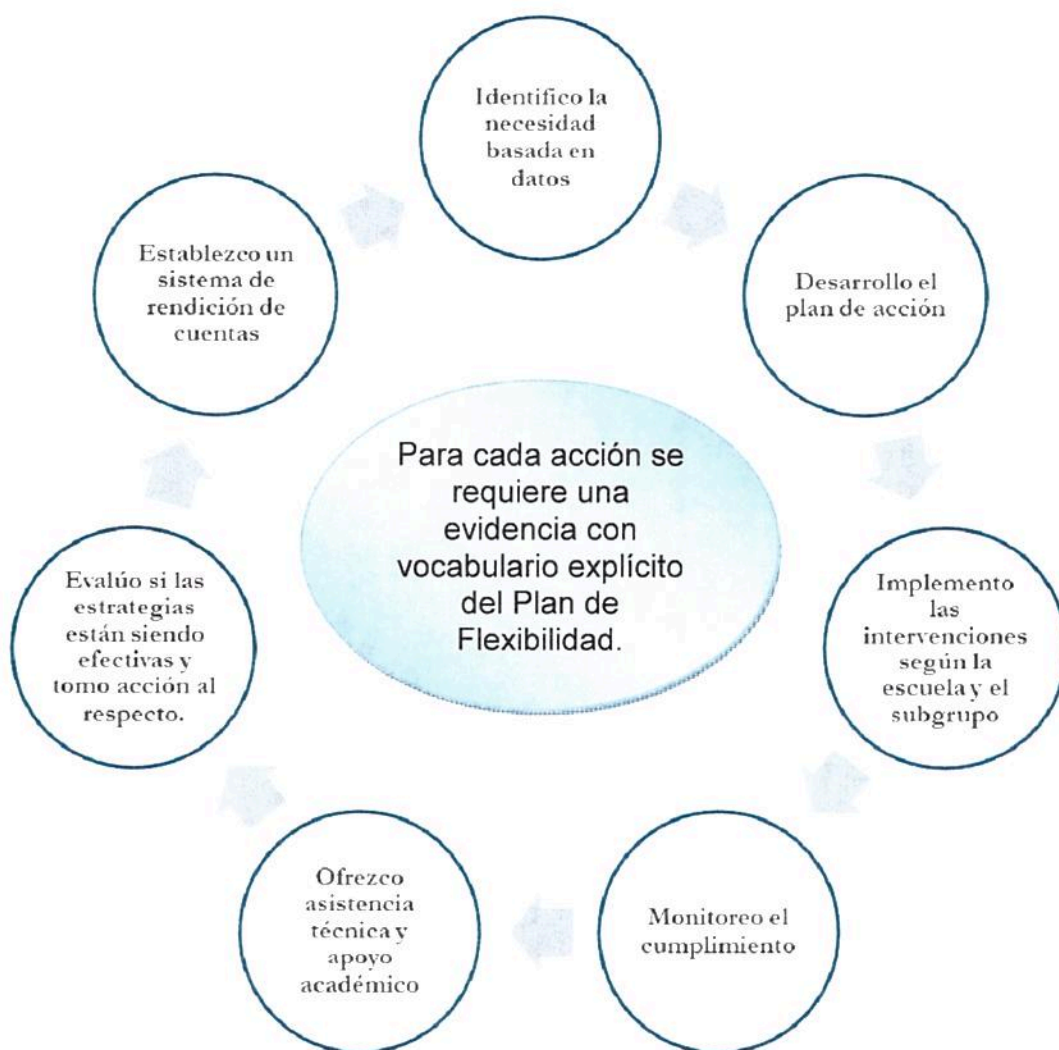 Identifico la
necesidad
basada en
datos
Desarrollo el
plan de acción
Implemento
las
intervenciones
según la
escuela y el
subgrupo
Monitoreo el
cumplimiento
Ofrezco
asistencia
técnica y
apoyo
académico
Evalúo si las
estrategias
están siendo
efectivas y
tomo acción al
respecto.
Establezco un
sistema de
rendición de
cuentas
Para cada acción se
requiere una
evidencia con
vocabulario explícito
del Plan de
Flexibilidad.